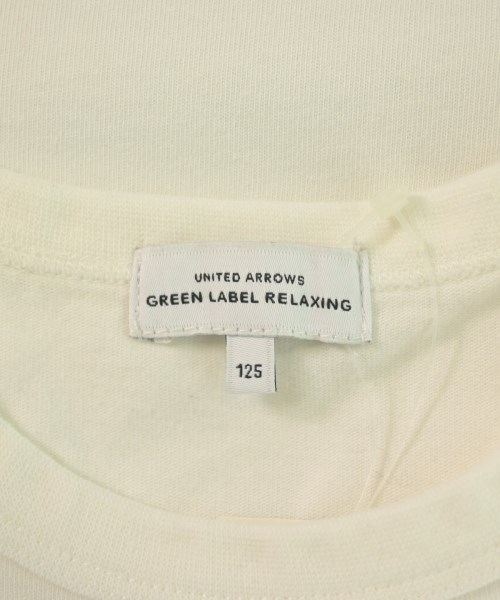 UNITED ARROWS
GREEN LABEL RELAXING
125